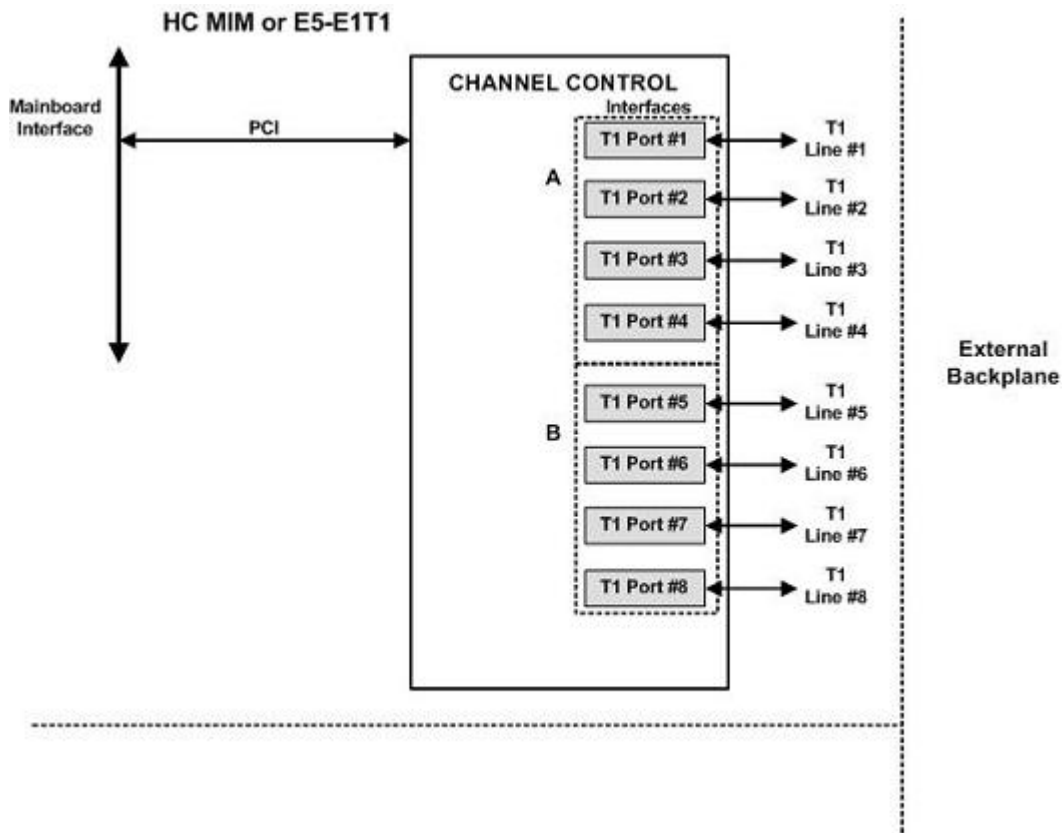 HC MIM or E5-E1T1
Mainboard
Interface
PCI
CHANNEL CONTROL
Interfaces
A
T1 Port #1
T1
Line #1
T1 Port #2
T1
Line #2
T1 Port #3
T1
Line #3
T1 Port #4
T1
Line #4
B
T1 Port #5
T1
Line #5
T1 Port #6
T1
Line #6
T1 Port #7
T1
Line #7
T1 Port #8
T1
Line #8
External
Backplane